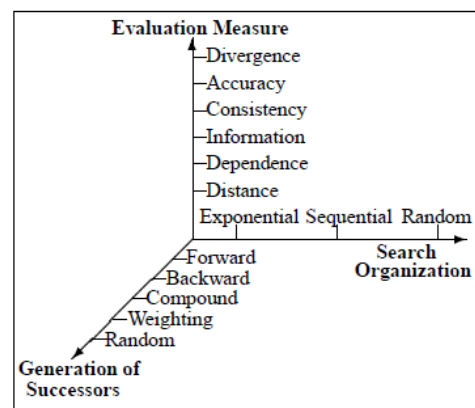 Evaluation Measure
Divergence
Accuracy
Consistency
Information
Dependence
Distance
Exponential Sequential Random
Search
Organization
Forward
Backward
Compound
Weighting
Random
Generation of
Successors